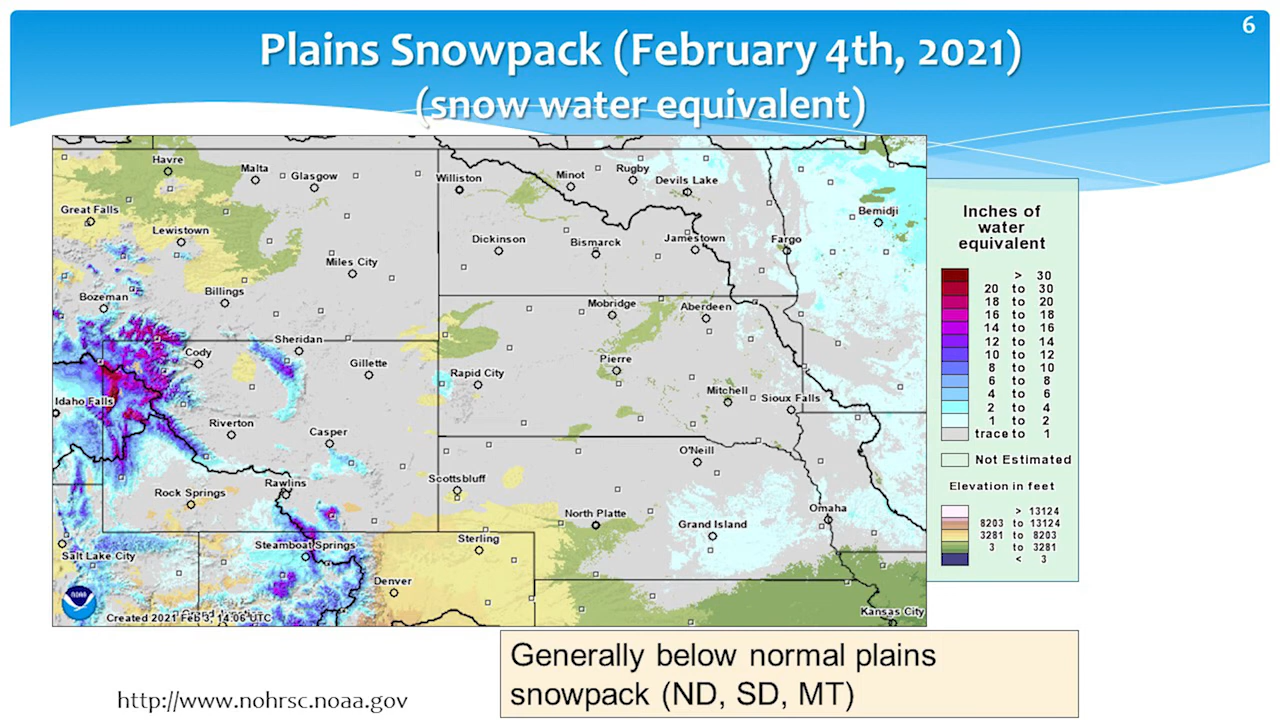 6
Plains Snowpack (February 4th, 2021)
(snow water equivalent)
Havre
Malta
Glasgow
Williston
Minot
Rugby
Devils Lake
Great Falls
Bemidji
Lewistown
Dickinson
Bismarck
Jamestown
Fargo
Miles City
Bozeman
Billings
Mobridge
Aberdeen
Sheridan
Cody
Gillette
Rapid City
Pierre
Mitchell
Sioux Falls
Idaho Falls
Riverton
Casper
O'Neill
Rock Springs
Rawlins
Scottsbluff
North Platte
Grand Island
Omaha
Salt Lake City
Steamboat Springs
Sterling
Denver
Kansas City
NOAA
Created 2021 Feb 3, 14:06 UTC
Inches of
water
equivalent
> 30
20 to 30
18 to 20
16 to 18
14 to 16
12 to 14
10 to 12
8 to 10
6 to 8
4 to 6
2 to 4
1 to 2
trace to 1
Not Estimated
Elevation in feet
> 13124
8203 to 13124
3281 to 8203
3 to 3281
< 3
Generally below normal plains
snowpack (ND, SD, MT)
http://www.nohrsc.noaa.gov